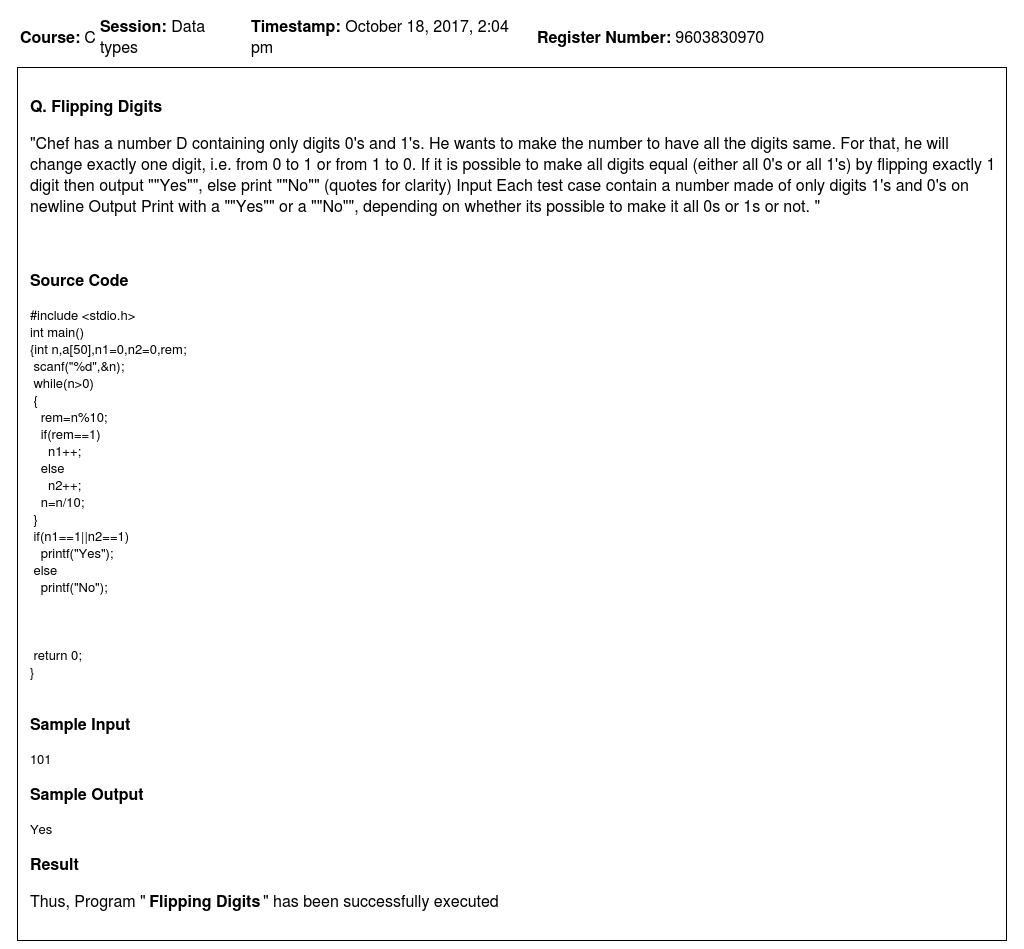 Course: C Session: Data types Timestamp: October 18, 2017, 2:04 pm Register Number: 9603830970
Q. Flipping Digits
"Chef has a number D containing only digits 0's and 1's. He wants to make the number to have all the digits same. For that, he will
change exactly one digit, i.e. from 0 to 1 or from 1 to 0. If it is possible to make all digits equal (either all 0's or all 1's) by flipping exactly 1
digit then output ""Yes"", else print ""No"" (quotes for clarity) Input Each test case contain a number made of only digits 1's and 0's on
newline Output Print with a ""Yes"" or a ""No"", depending on whether its possible to make it all 0s or 1s or not. "
Source Code
#include <stdio.h>
int main()
{int n,a[50],n1=0,n2=0,rem;
scanf("%d",&n);
while(n>0)
{
rem=n%10;
if(rem==1)
n1++;
else
n2++;
n=n/10;
}
if(n1==1||n2==1)
printf("Yes");
else
printf("No");
return 0;
}
Sample Input
101
Sample Output
Yes
Result
Thus, Program " Flipping Digits " has been successfully executed